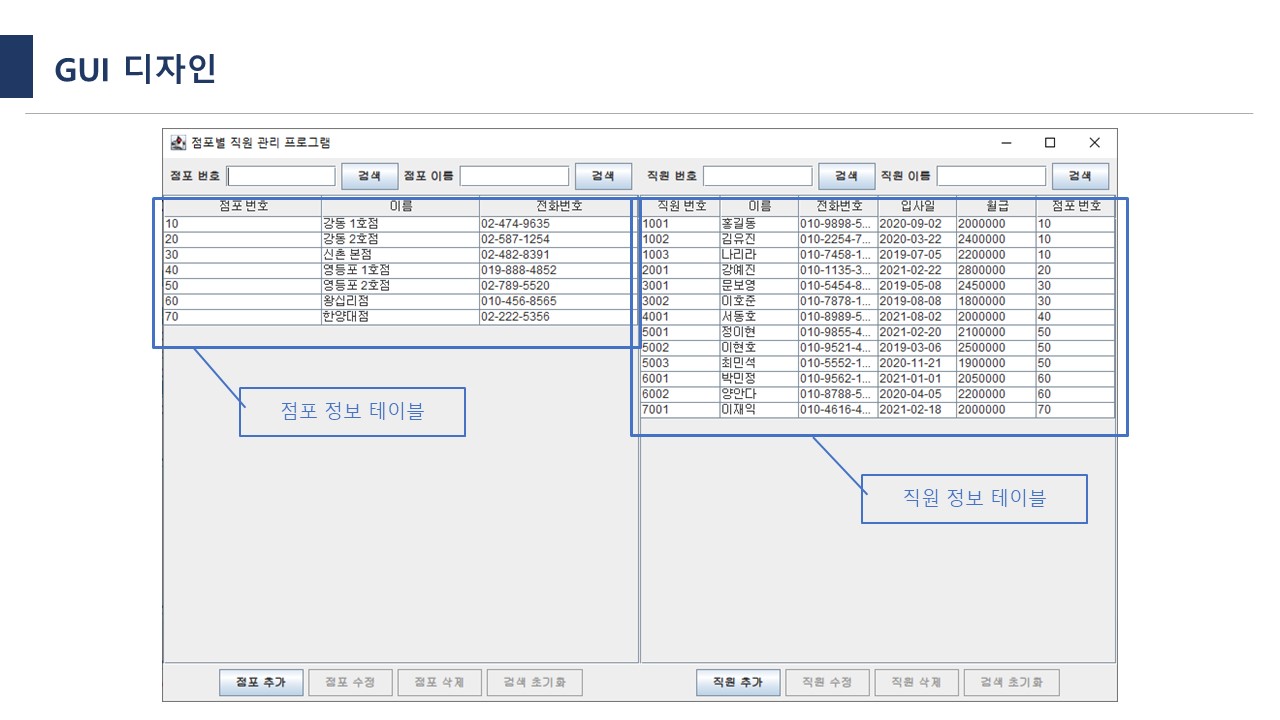 GUI 디자인
점포별 직원 관리 프로그램
점포 번호 검색 점포 이름 검색 직원 번호 검색 직원 이름 검색
점포 번호 이름 전화번호
10 강동 1호점 02-474-9635
20 강동 2호점 02-587-1254
30 신촌 본점 02-482-8391
40 영등포 1호점 019-888-4852
50 영등포 2호점 02-789-5520
60 왕십리점 010-456-8565
70 한양대점 02-222-5356
점포 정보 테이블
직원 번호 이름 전화번호 입사일 월급 점포 번호
1001 홍길동 010-9898-5... 2020-09-02 2000000 10
1002 김유진 010-2254-7... 2020-03-22 2400000 10
1003 나리라 010-7458-1... 2019-07-05 2200000 10
2001 강예진 010-1135-3... 2021-02-22 2800000 20
3001 문보영 010-5454-8... 2019-05-08 2450000 30
3002 이호준 010-7878-1... 2019-08-08 1800000 30
4001 서동호 010-8989-5... 2021-08-02 2000000 40
5001 정이현 010-9855-4... 2021-02-20 2100000 50
5002 이현호 010-9521-4... 2019-03-06 2500000 50
5003 최민석 010-5552-1... 2020-11-21 1900000 50
6001 박민정 010-9562-1... 2021-01-01 2050000 60
6002 양안다 010-8788-5... 2020-04-05 2200000 60
7001 이재익 010-4616-4... 2021-02-18 2000000 70
직원 정보 테이블
점포 추가 점포 수정 점포 삭제 검색 초기화 직원 추가 직원 수정 직원 삭제 검색 초기화